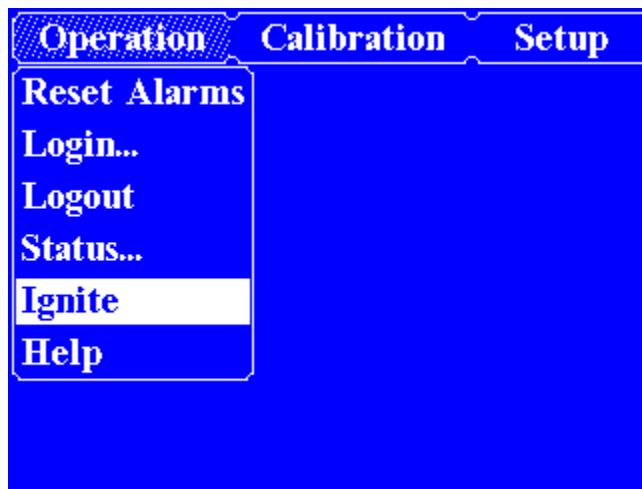 Operation Calibration Setup
Reset Alarms
Login...
Logout
Status...
Ignite
Help